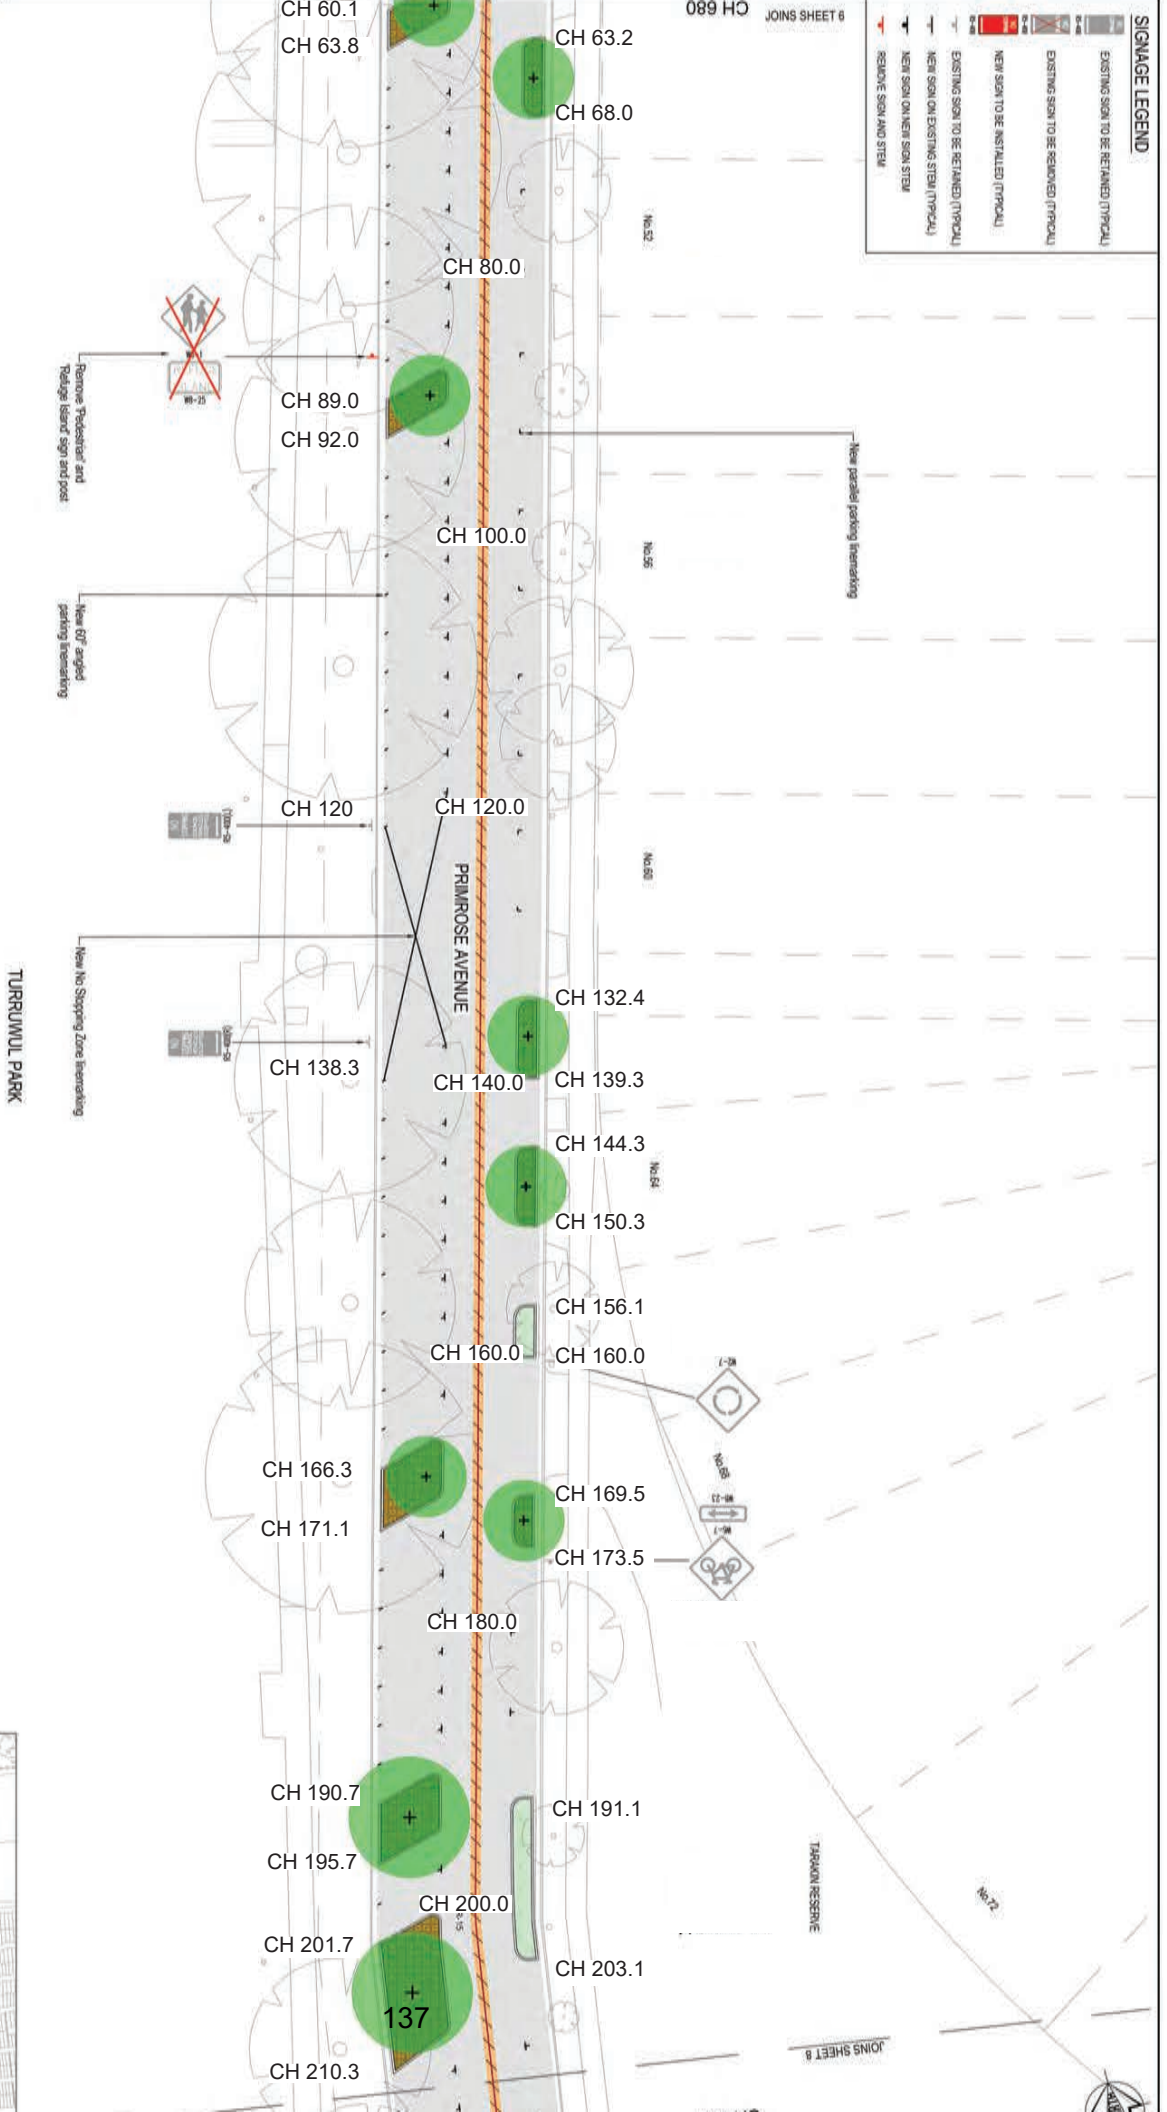 CH 60.1
CH 63.8
CH 680
JOINS SHEET 6
SIGNAGE LEGEND
EXISTING SIGN TO BE RETAINED (TYPICAL)
EXISTING SIGN TO BE REMOVED (TYPICAL)
NEW SIGN TO BE INSTALLED (TYPICAL)
EXISTING SIGN TO BE RETAINED (TYPICAL)
NEW SIGN ON EXISTING STEM (TYPICAL)
NEW SIGN ON NEW SIGN STEM
REMOVE SIGN AND STEM
CH 63.2
CH 68.0
No.52
CH 80.0
W8-25
Remove 'Pedestrian' and
'Refuge Island' sign and post
CH 89.0
CH 92.0
New parallel parking linemarking
CH 100.0
No.56
New 60° angled
parking linemarking
CH 120
CH 120.0
No.60
PRIMROSE AVENUE
New No Stopping Zone linemarking
TURRUWUL PARK
CH 132.4
CH 138.3
CH 140.0
CH 139.3
CH 144.3
No.64
CH 150.3
CH 156.1
CH 160.0
CH 160.0
CH 166.3
CH 171.1
No.68
CH 169.5
CH 173.5
CH 180.0
CH 190.7
CH 195.7
CH 191.1
TARAKIN RESERVE
No.72
CH 200.0
CH 201.7
CH 203.1
137
CH 210.3
JOINS SHEET 8